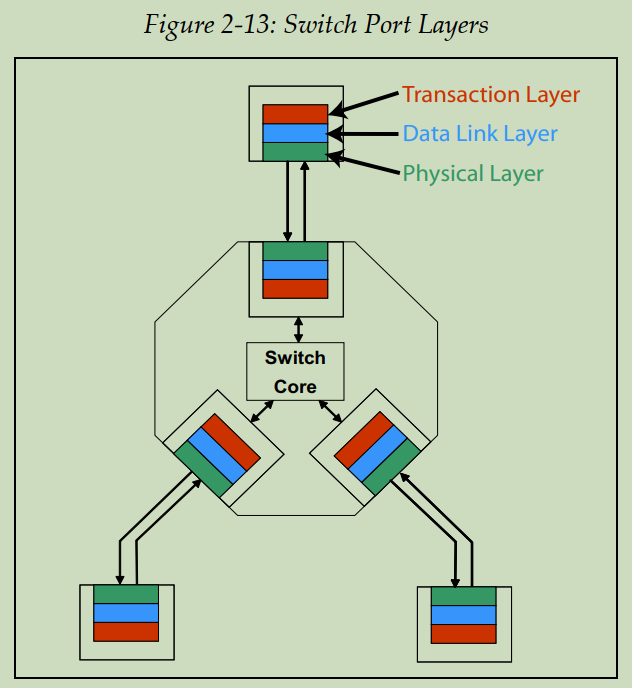 Figure 2-13: Switch Port Layers
Transaction Layer
Data Link Layer
Physical Layer
Switch
Core